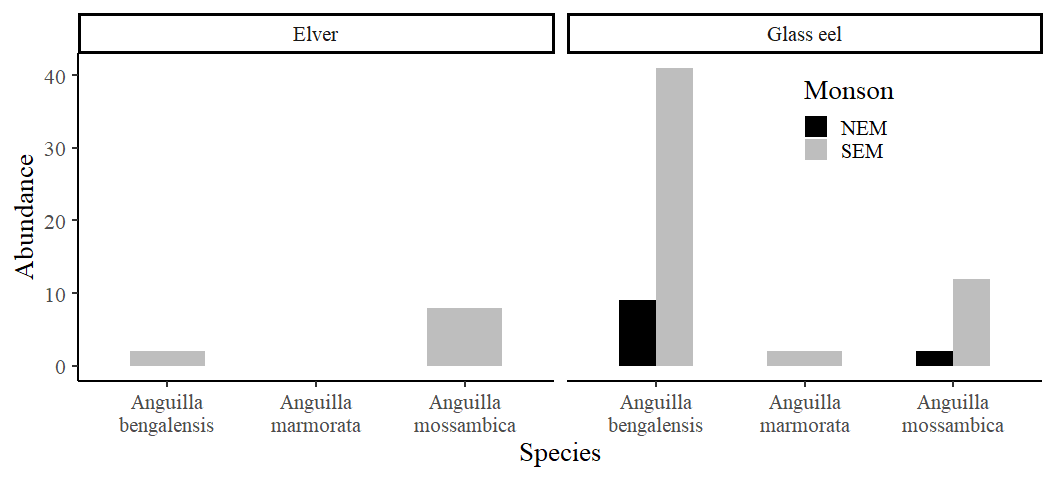 Elver
Glass eel
Monson
NEM
SEM
Abundance
40
30
20
10
0
Anguilla
bengalensis
Anguilla
marmorata
Anguilla
mossambica
Anguilla
bengalensis
Anguilla
marmorata
Anguilla
mossambica
Species